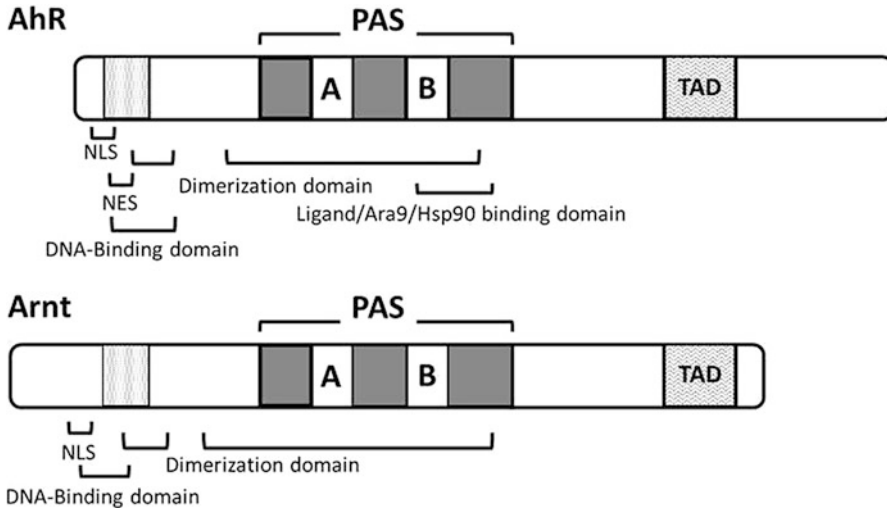 AhR
PAS
A
B
TAD
NLS
Dimerization domain
NES
Ligand/Ara9/Hsp90 binding domain
DNA-Binding domain
Arnt
PAS
A
B
TAD
NLS
Dimerization domain
DNA-Binding domain